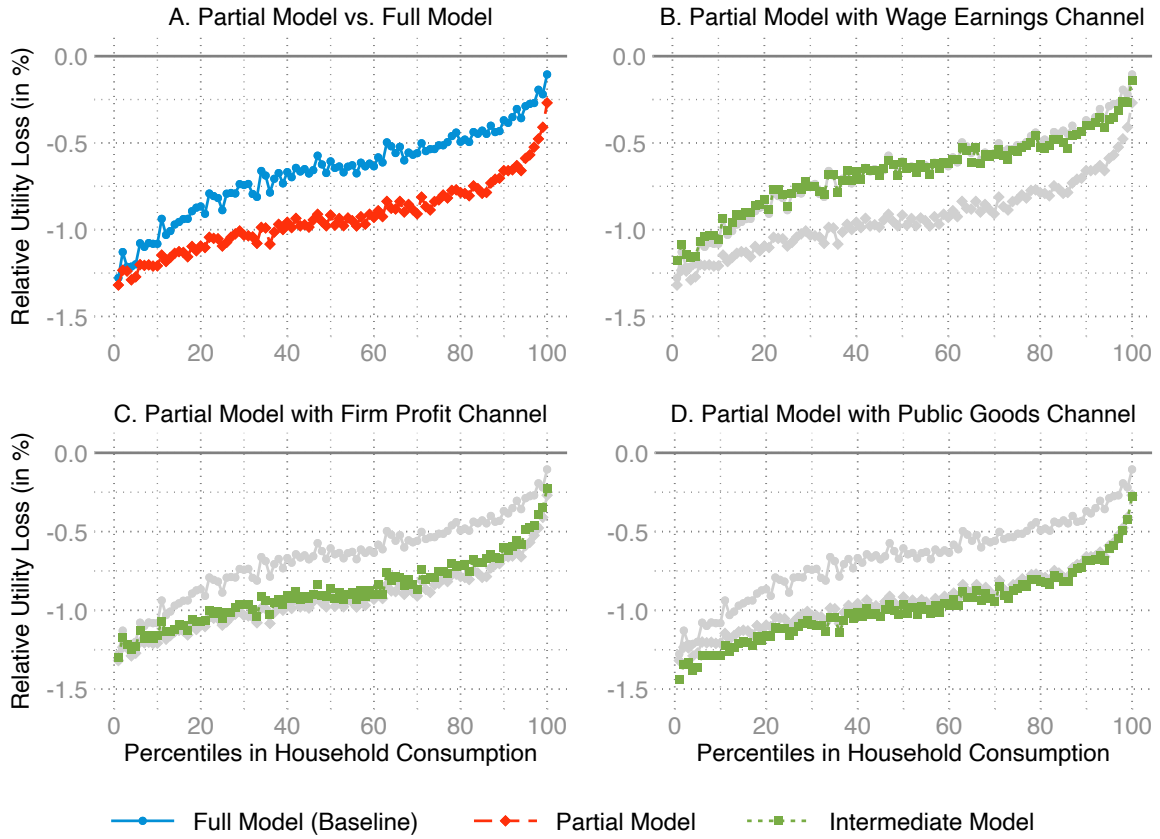 A. Partial Model vs. Full Model
B. Partial Model with Wage Earnings Channel
Relative Utility Loss (in %)
0.0
-0.5
-1.0
-1.5
0 20 40 60 80 100
0.0
-0.5
-1.0
-1.5
0 20 40 60 80 100
C. Partial Model with Firm Profit Channel
D. Partial Model with Public Goods Channel
Relative Utility Loss (in %)
0.0
-0.5
-1.0
-1.5
0 20 40 60 80 100
Percentiles in Household Consumption
0.0
-0.5
-1.0
-1.5
0 20 40 60 80 100
Percentiles in Household Consumption
Full Model (Baseline) Partial Model Intermediate Model